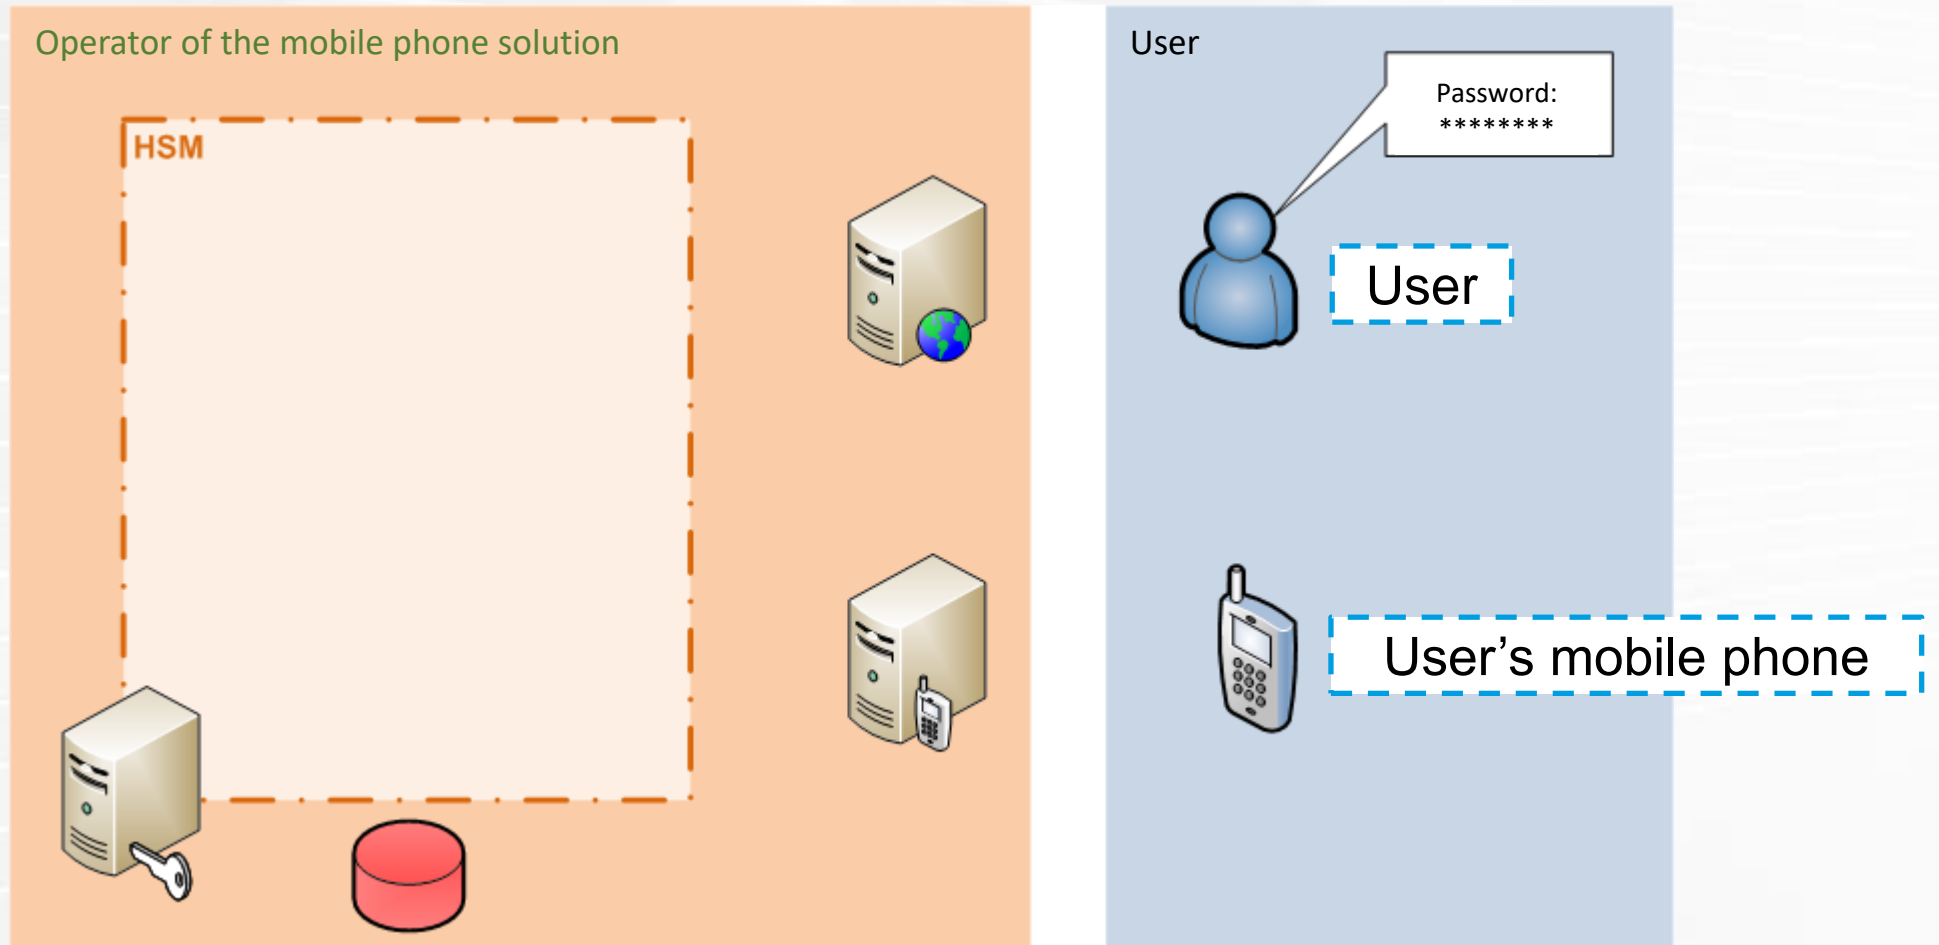 Operator of the mobile phone solution
User
Password:
********
HSM
User
User’s mobile phone